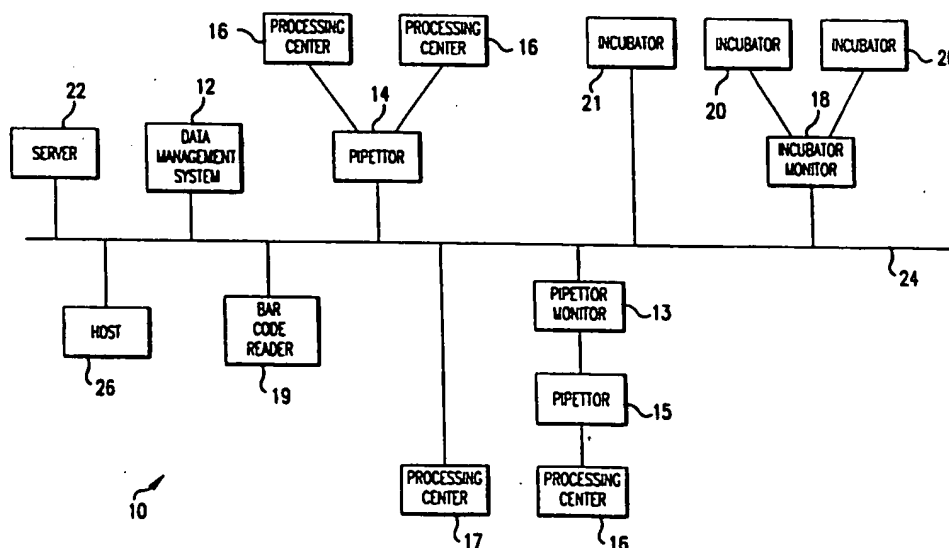 16
PROCESSING
CENTER
PROCESSING
CENTER
16
INCUBATOR
21
INCUBATOR
20
INCUBATOR
20
22
SERVER
12
DATA
MANAGEMENT
SYSTEM
14
PIPETTOR
18
INCUBATOR
MONITOR
24
HOST
26
BAR
CODE
READER
19
PIPETTOR
MONITOR
13
PIPETTOR
15
10
PROCESSING
CENTER
17
PROCESSING
CENTER
16